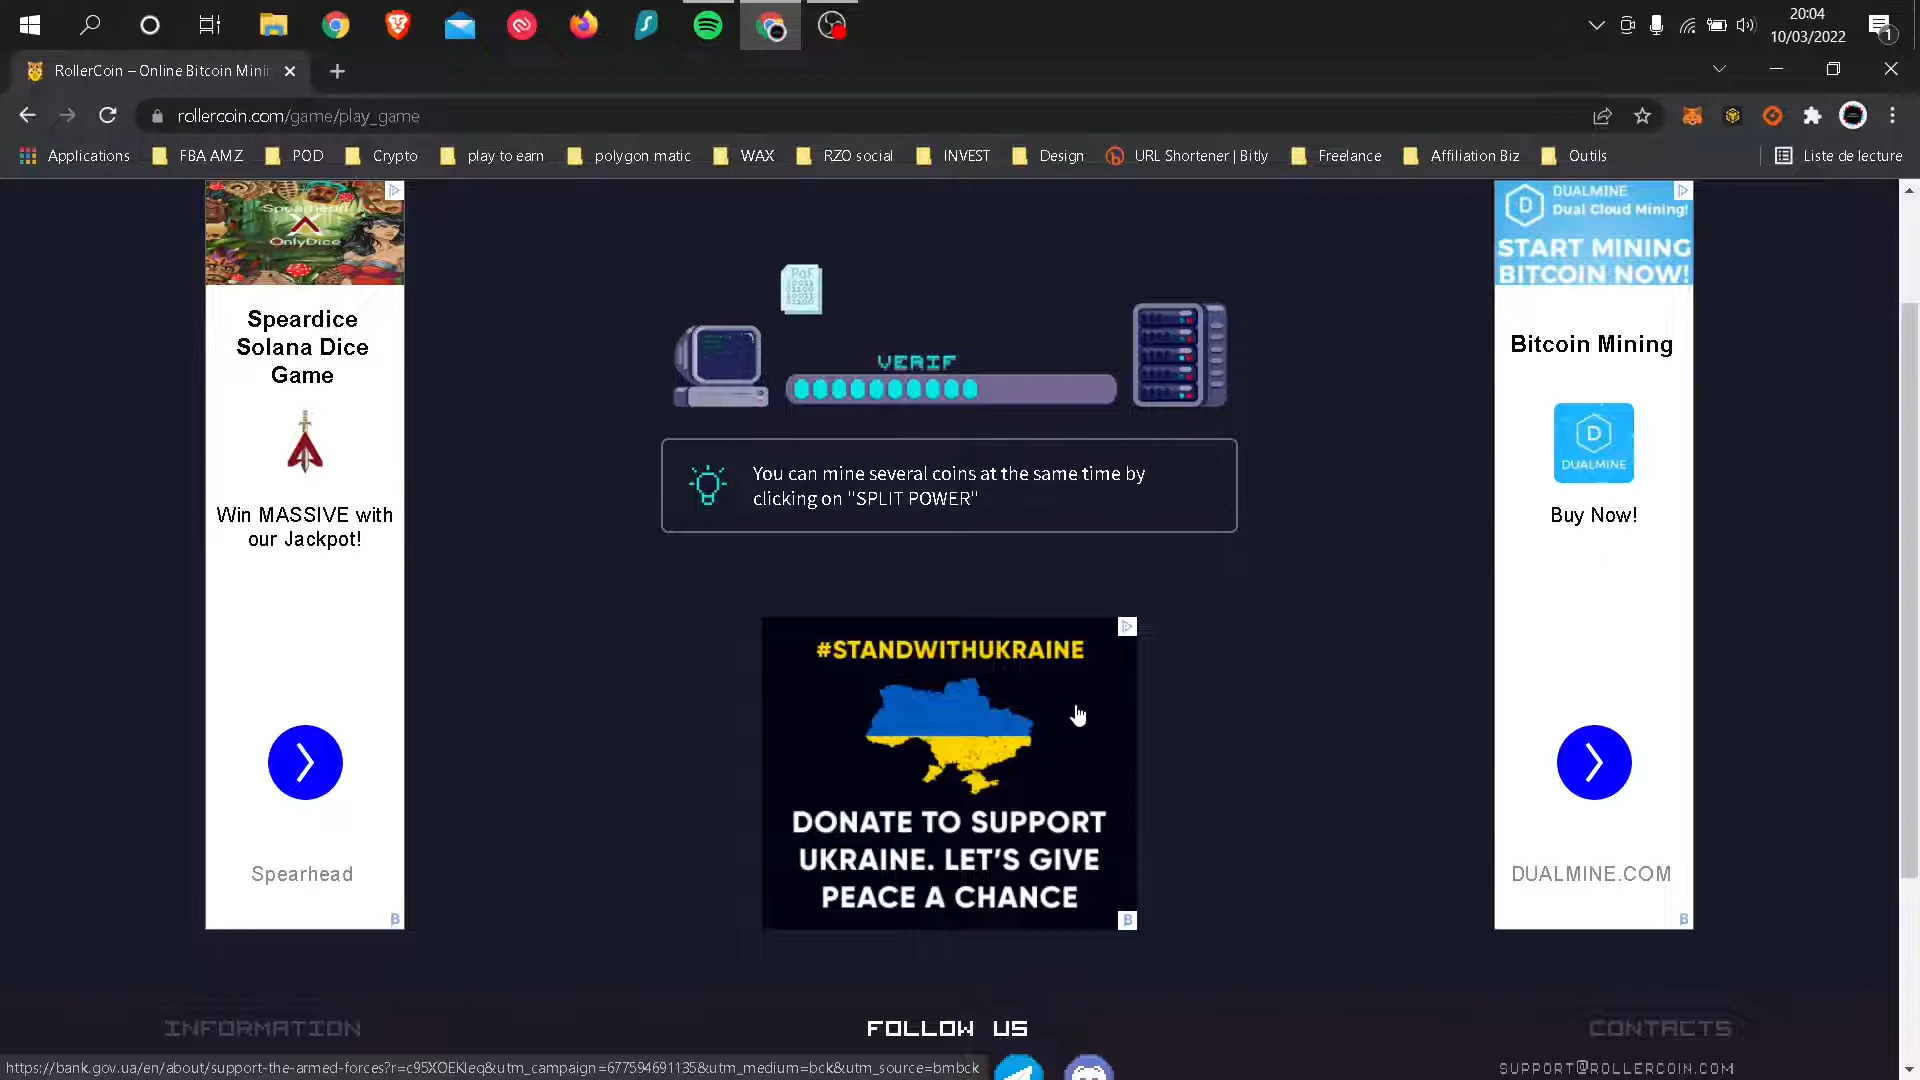 20:04
10/03/2022
1
RollerCoin – Online Bitcoin Mini
rollercoin.com/game/play_game
Applications
FBA AMZ
POD
Crypto
play to earn
polygon matic
WAX
RZO social
INVEST
Design
URL Shortener | Bitly
Freelance
Affiliation Biz
Outils
Liste de lecture
Spearhead
OnlyDice
Speardice
Solana Dice
Game
Win MASSIVE with
our Jackpot!
Spearhead
VERIF
You can mine several coins at the same time by
clicking on "SPLIT POWER"
#STANDWITHUKRAINE
DONATE TO SUPPORT
UKRAINE. LET'S GIVE
PEACE A CHANCE
DUALMINE
Dual Cloud Mining!
START MINING
BITCOIN NOW!
Bitcoin Mining
DUALMINE
Buy Now!
DUALMINE.COM
INFORMATION
FOLLOW US
CONTACTS
SUPPORT@ROLLERCOIN.COM
https://bank.gov.ua/en/about/support-the-armed-forces?r=c95XOEKleq&utm_campaign=677594691135&utm_medium=bck&utm_source=bmbck